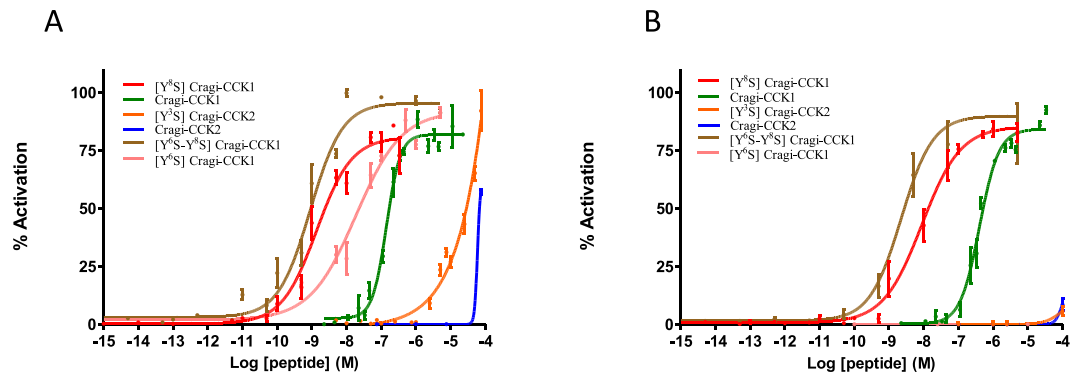 A
B
100
75
50
25
0
% Activation
[Y⁸S] Cragi-CCK1
Cragi-CCK1
[Y³S] Cragi-CCK2
Cragi-CCK2
[Y⁶S-Y⁸S] Cragi-CCK1
[Y⁶S] Cragi-CCK1
-15 -14 -13 -12 -11 -10 -9 -8 -7 -6 -5 -4
Log [peptide] (M)
100
75
50
25
0
% Activation
[Y⁸S] Cragi-CCK1
Cragi-CCK1
[Y³S] Cragi-CCK2
Cragi-CCK2
[Y⁶S-Y⁸S] Cragi-CCK1
[Y⁶S] Cragi-CCK1
-15 -14 -13 -12 -11 -10 -9 -8 -7 -6 -5 -4
Log [peptide] (M)